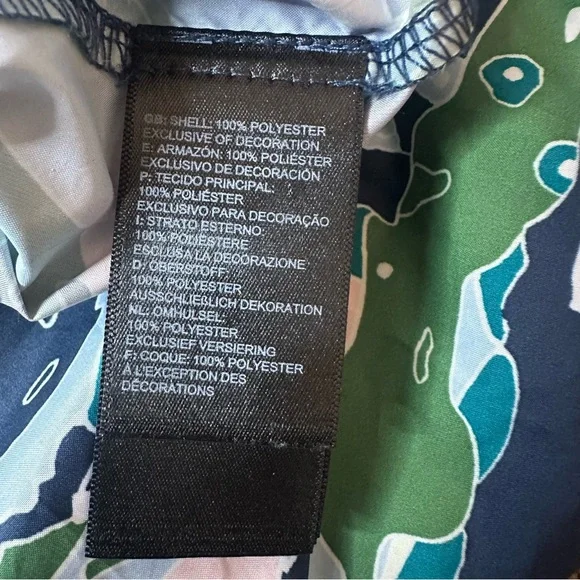 GB: SHELL: 100% POLYESTER
EXCLUSIVE OF DECORATION
E: ARMAZÓN: 100% POLIÉSTER
EXCLUSIVO DE DECORACIÓN
P: TECIDO PRINCIPAL:
100% POLIÉSTER
EXCLUSIVO PARA DECORAÇÃO
I: STRATO ESTERNO:
100% POLIESTERE
ESCLUSA LA DECORAZIONE
D: OBERSTOFF:
100% POLYESTER
AUSSCHLIEẞLICH DEKORATION
NL: OMHULSEL:
100% POLYESTER
EXCLUSIEF VERSIERING
F: COQUE: 100% POLYESTER
À L'EXCEPTION DES
DÉCORATIONS